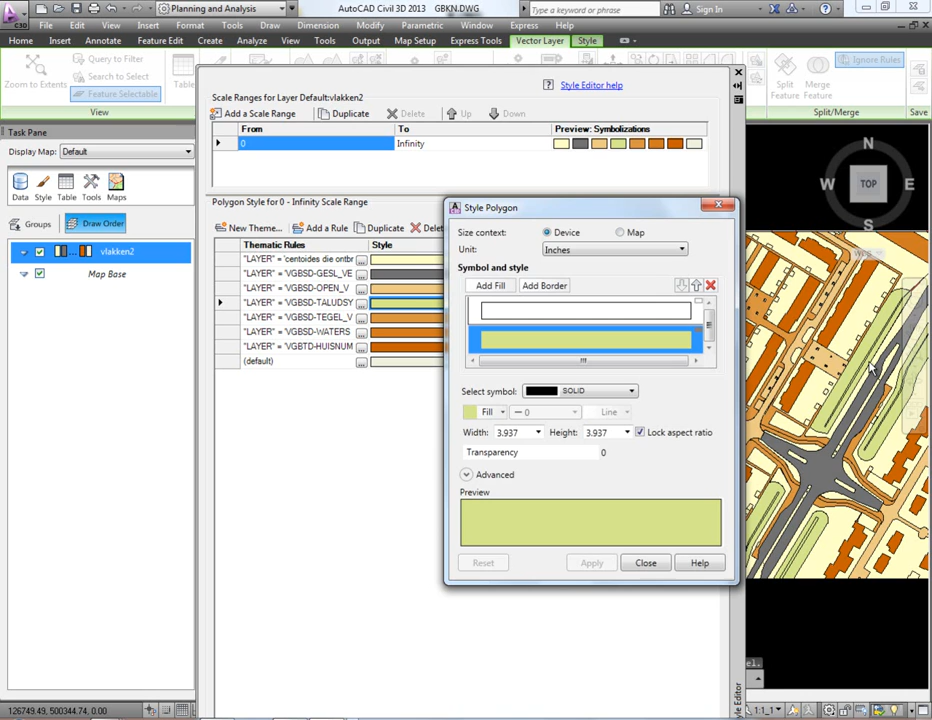 AutoCAD Civil 3D 2013 GBKN.DWG
Planning and Analysis
Type a keyword or phrase
Sign In
C3D
Home Insert Annotate Feature Edit Create Analyze View Tools Output Map Setup Express Tools Vector Layer Style
File Edit View Insert Format Tools Draw Dimension Modify Parametric Window Express Help
Zoom to Extents
Query to Filter
Search to Select
Feature Selectable
Table
View
Split Feature
Merge Feature
Ignore Rules
Split/Merge
Save
Task Pane
Display Map: Default
Data Style Table Tools Maps
Groups
Draw Order
vlakken2
Map Base
Style Editor help
Scale Ranges for Layer Default:vlakken2
Add a Scale Range Duplicate Delete Up Down
From To Preview: Symbolizations
0 Infinity
Polygon Style for 0 - Infinity Scale Range
New Theme... Add a Rule Duplicate
Thematic Rules Style
"LAYER" = 'centoides die ontbr
"LAYER" = 'VGBSD-GESL_VE
"LAYER" = 'VGBSD-OPEN_V
"LAYER" = 'VGBSD-TALUDSY
"LAYER" = 'VGBSD-TEGEL_V
"LAYER" = 'VGBSD-WATERS
"LAYER" = 'VGBTD-HUISNUM
(default)
Style Polygon
Size context: Device Map
Unit: Inches
Symbol and style
Add Fill Add Border
Select symbol: SOLID
Fill 0 Line
Width: 3.937 Height: 3.937 Lock aspect ratio
Transparency 0
Advanced
Preview
Reset Apply Close Help
N
W TOP E
S
Style Editor
126749.49, 500344.74, 0.00
1:1